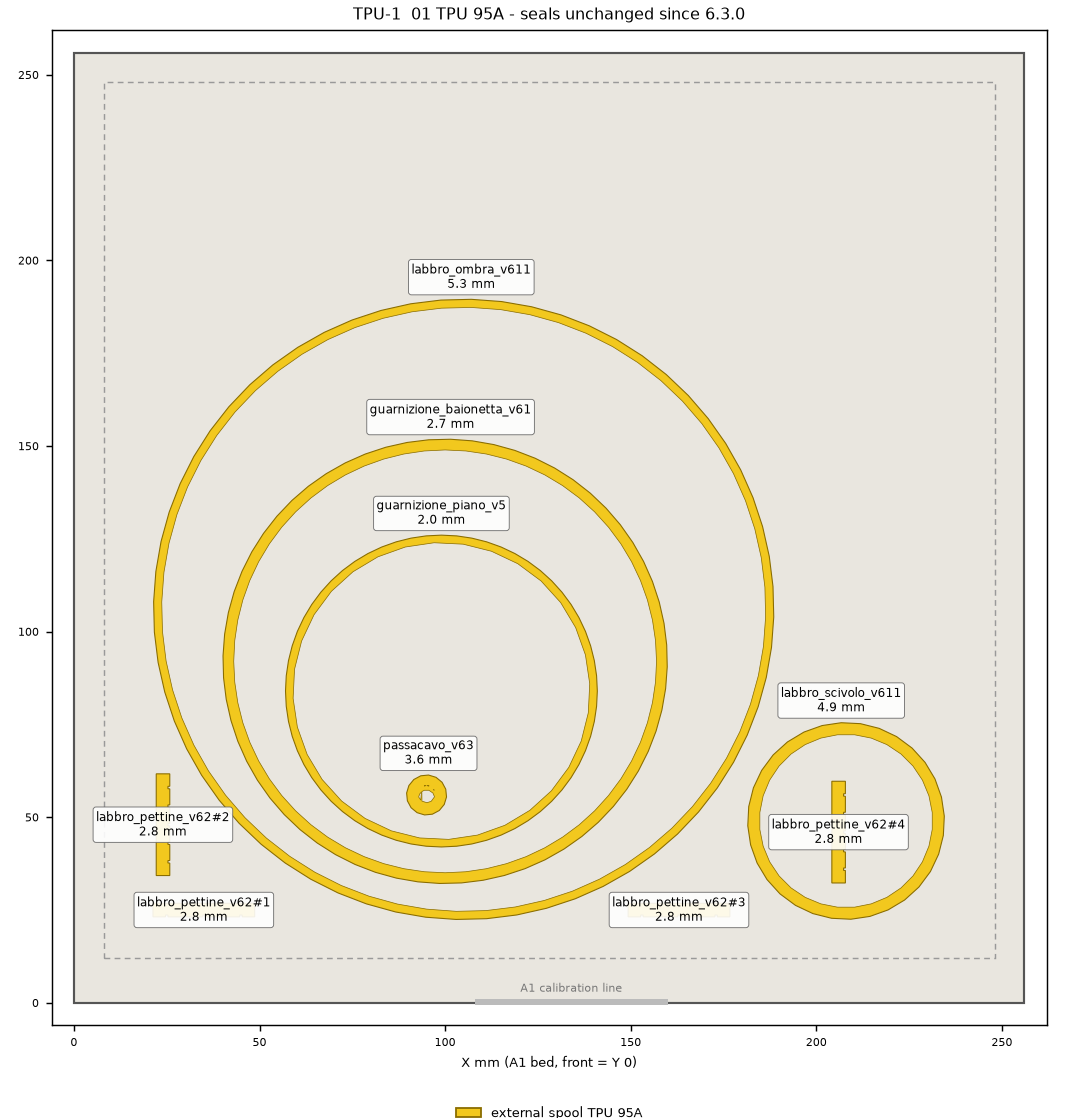 TPU-1  01 TPU 95A - seals unchanged since 6.3.0
250
200
150
100
50
0
labbro_ombra_v611
5.3 mm
guarnizione_baionetta_v61
2.7 mm
guarnizione_piano_v5
2.0 mm
labbro_scivolo_v611
4.9 mm
passacavo_v63
3.6 mm
labbro_pettine_v62#2
2.8 mm
labbro_pettine_v62#4
2.8 mm
labbro_pettine_v62#1
2.8 mm
labbro_pettine_v62#3
2.8 mm
A1 calibration line
0
50
100
150
200
250
X mm (A1 bed, front = Y 0)
external spool TPU 95A